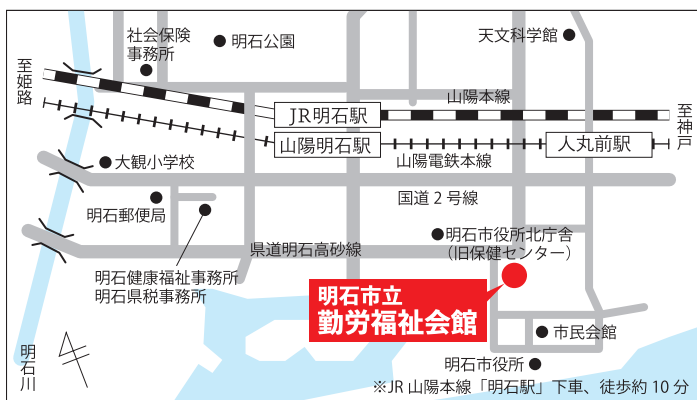 社会保険
事務所
明石公園
天文科学館
至姫路
山陽本線
JR明石駅
至神戸
山陽明石駅
山陽電鉄本線
人丸前駅
大観小学校
国道2号線
明石郵便局
県道明石高砂線
明石市役所北庁舎
（旧保健センター）
明石健康福祉事務所
明石県税事務所
明石市立
勤労福祉会館
市民会館
明石川
明石市役所
※JR山陽本線「明石駅」下車、徒歩約10分